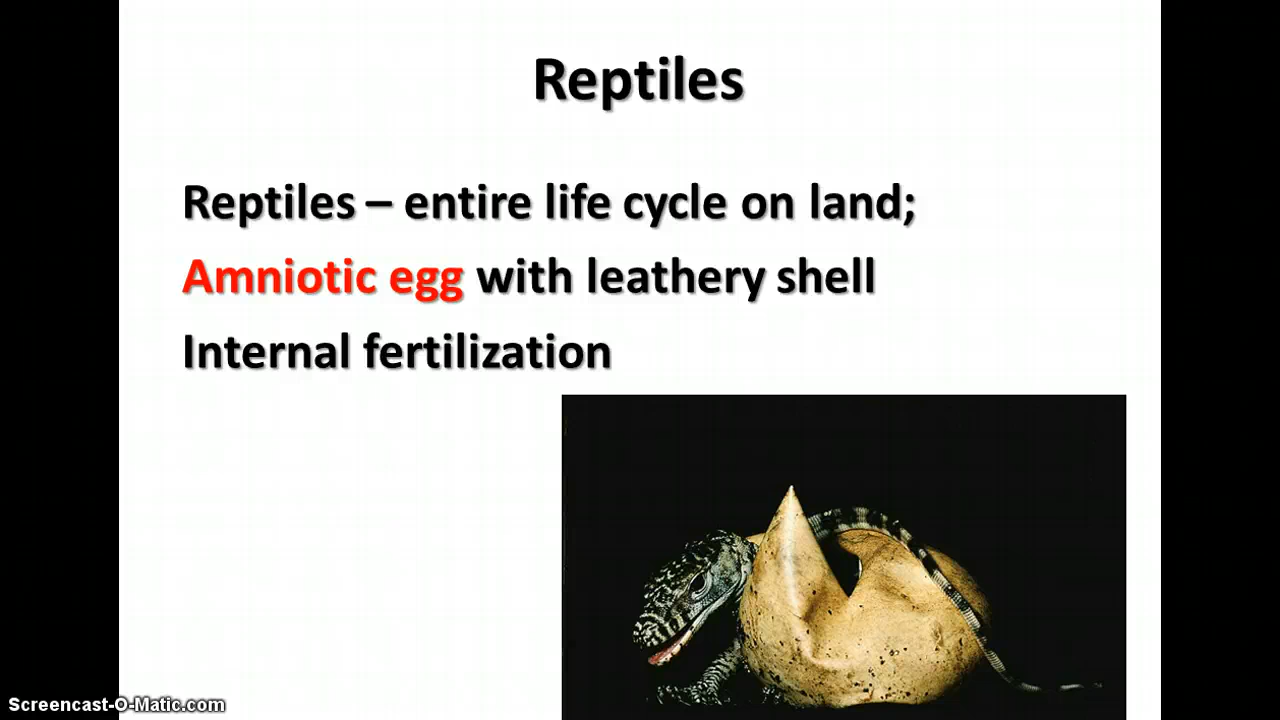 Reptiles
Reptiles – entire life cycle on land;
Amniotic egg with leathery shell
Internal fertilization
Screencast-O-Matic.com